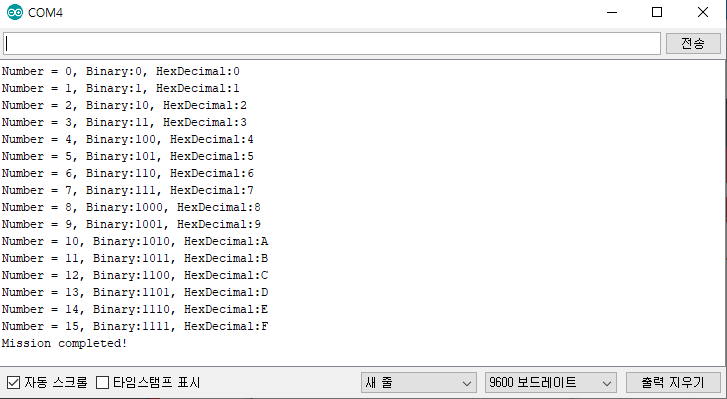 COM4
전송
Number = 0, Binary:0, HexDecimal:0
Number = 1, Binary:1, HexDecimal:1
Number = 2, Binary:10, HexDecimal:2
Number = 3, Binary:11, HexDecimal:3
Number = 4, Binary:100, HexDecimal:4
Number = 5, Binary:101, HexDecimal:5
Number = 6, Binary:110, HexDecimal:6
Number = 7, Binary:111, HexDecimal:7
Number = 8, Binary:1000, HexDecimal:8
Number = 9, Binary:1001, HexDecimal:9
Number = 10, Binary:1010, HexDecimal:A
Number = 11, Binary:1011, HexDecimal:B
Number = 12, Binary:1100, HexDecimal:C
Number = 13, Binary:1101, HexDecimal:D
Number = 14, Binary:1110, HexDecimal:E
Number = 15, Binary:1111, HexDecimal:F
Mission completed!
자동 스크롤 타임스탬프 표시 새 줄 9600 보드레이트 출력 지우기